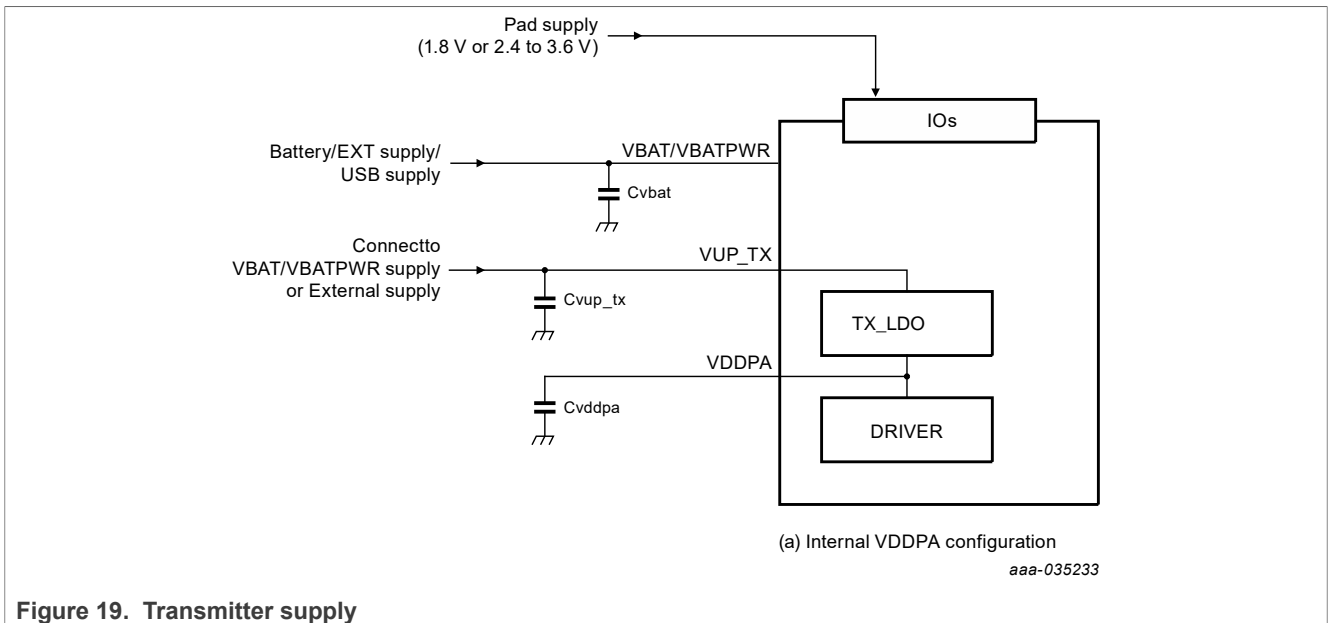 Pad supply
(1.8 V or 2.4 to 3.6 V)
IOs
Battery/EXT supply/
USB supply
VBAT/VBATPWR
Cvbat
Connectto
VBAT/VBATPWR supply
or External supply
VUP_TX
Cvup_tx
TX_LDO
VDDPA
Cvddpa
DRIVER
(a) Internal VDDPA configuration
aaa-035233
Figure 19. Transmitter supply